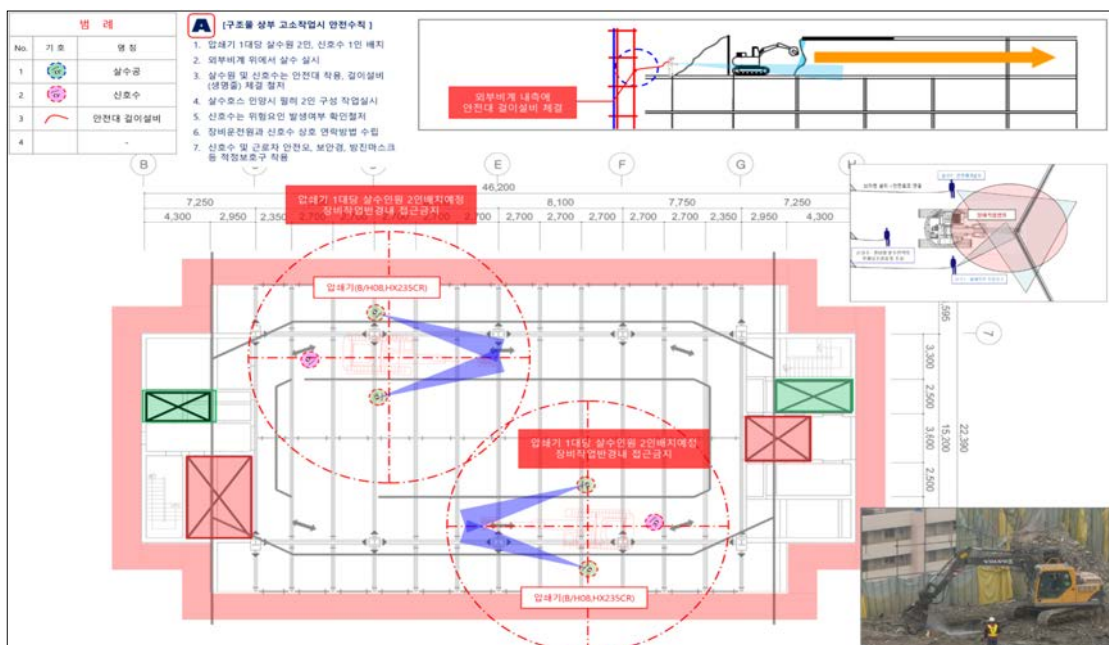 범 례
No. 기 호 명 칭
1 살수공
2 신호수
3 안전대 걸이설비
4 -
A [구조물 상부 고소작업시 안전수칙]
1. 압쇄기 1대당 살수원 2인, 신호수 1인 배치
2. 외부비계 위에서 살수 실시
3. 살수원 및 신호수는 안전대 착용, 걸이설비
(생명줄) 체결 철저
4. 살수호스 인양시 필히 2인 구성 작업실시
5. 신호수는 위험요인 발생여부 확인철저
6. 장비운전원과 신호수 상호 연락방법 수립
7. 신호수 및 근로자 안전모, 보안경, 방진마스크
등 적정보호구 착용
외부비계 내측에
안전대 걸이설비 체결
B E F G H
46,200
7,250 8,100 7,750 7,250
4,300 2,950 2,350 2,700 2,700 2,700 2,700 2,700 2,700 2,700 2,350 2,950 4,300
압쇄기 1대당 살수인원 2인배치예정
장비작업반경내 접근금지
압쇄기(B/H08,HX235CR)
압쇄기 1대당 살수인원 2인배치예정
장비작업반경내 접근금지
압쇄기(B/H08,HX235CR)
7
3,300
2,500
3,600
2,500
15,200
22,390